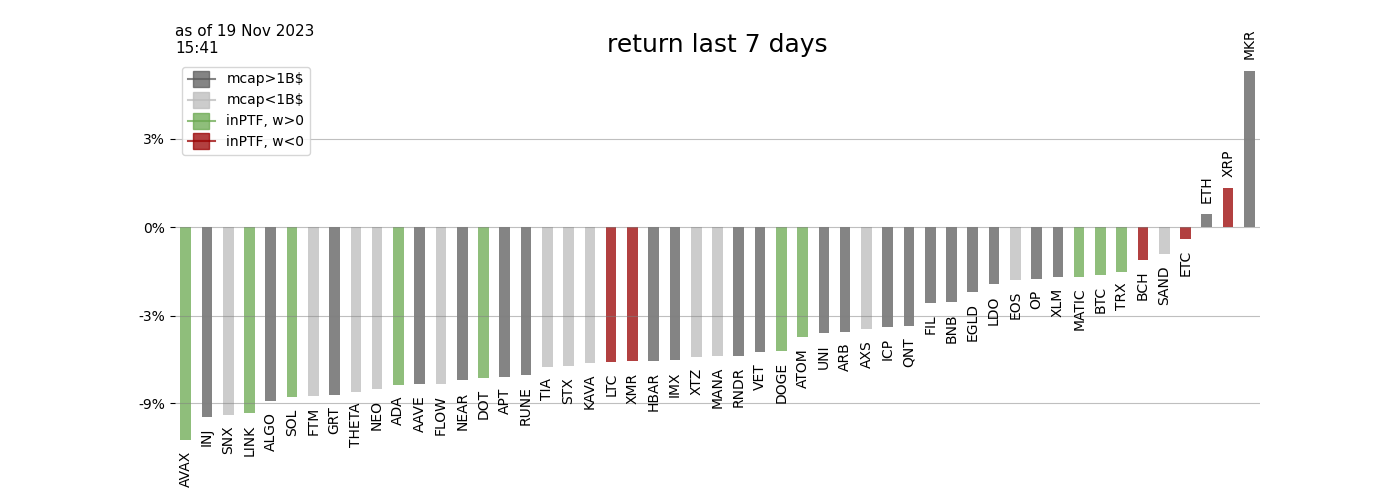 as of 19 Nov 2023
15:41
return last 7 days
mcap>1B$
mcap<1B$
inPTF, w>0
inPTF, w<0
3%
0%
-3%
-9%
AVAX
INJ
SNX
LINK
ALGO
SOL
FTM
GRT
THETA
NEO
ADA
AAVE
FLOW
NEAR
DOT
APT
RUNE
TIA
STX
KAVA
LTC
XMR
HBAR
IMX
XTZ
MANA
RNDR
VET
DOGE
ATOM
UNI
ARB
AXS
ICP
QNT
FIL
BNB
EGLD
LDO
EOS
OP
XLM
MATIC
BTC
TRX
BCH
SAND
ETC
ETH
XRP
MKR